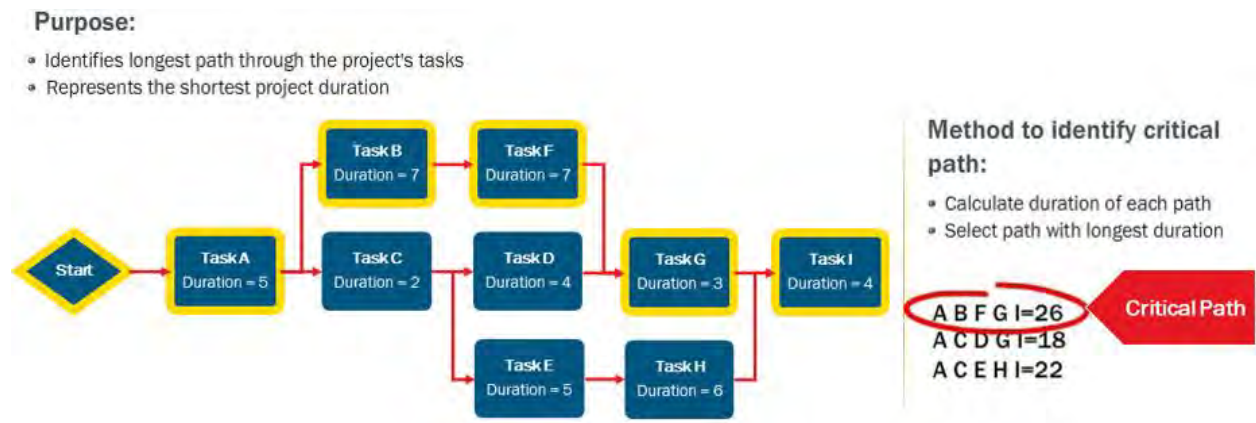 Purpose:
• Identifies longest path through the project's tasks
• Represents the shortest project duration
Task B
Duration = 7
Task F
Duration = 7
Start
Task A
Duration = 5
Task C
Duration = 2
Task D
Duration = 4
Task G
Duration = 3
Task I
Duration = 4
Task E
Duration = 5
Task H
Duration = 6
Method to identify critical
path:
• Calculate duration of each path
• Select path with longest duration
A B F G I=26
A C D G I=18
A C E H I=22
Critical Path